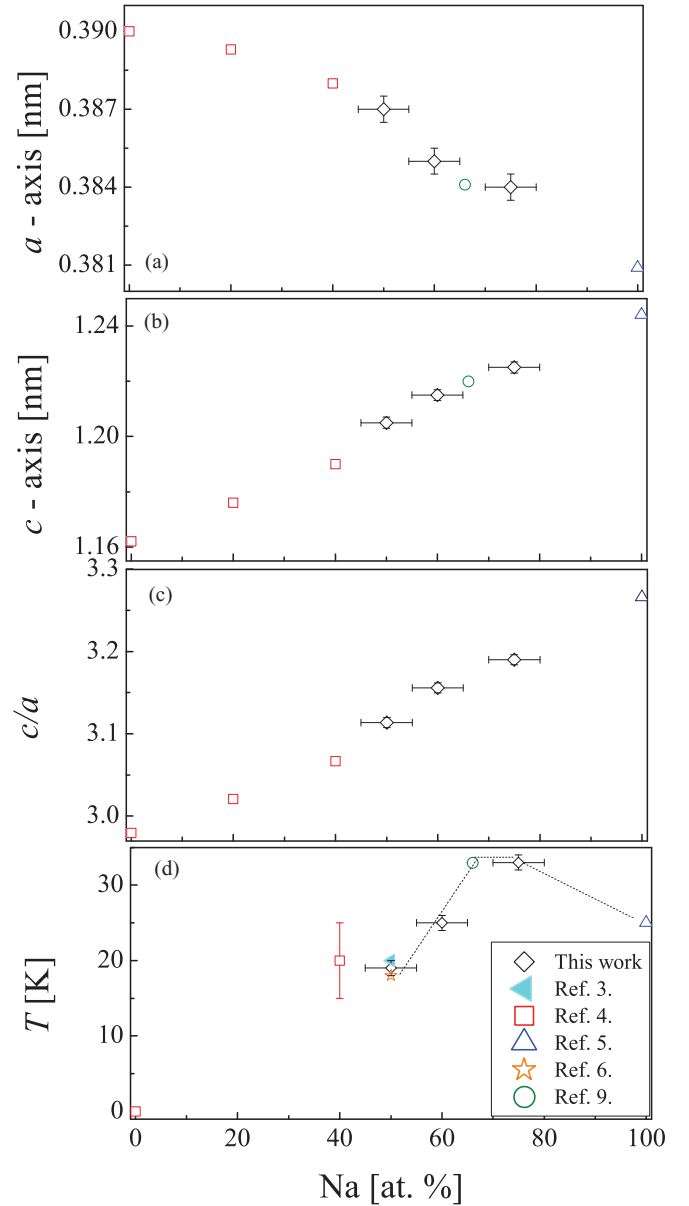 0.390
0.387
0.384
0.381
a - axis [nm]
(a)
(b)
1.24
1.20
1.16
c - axis [nm]
(c)
3.3
3.2
3.1
3.0
c/a
(d)
30
20
10
0
T [K]
This work
Ref. 3.
Ref. 4.
Ref. 5.
Ref. 6.
Ref. 9.
0 20 40 60 80 100
Na [at. %]